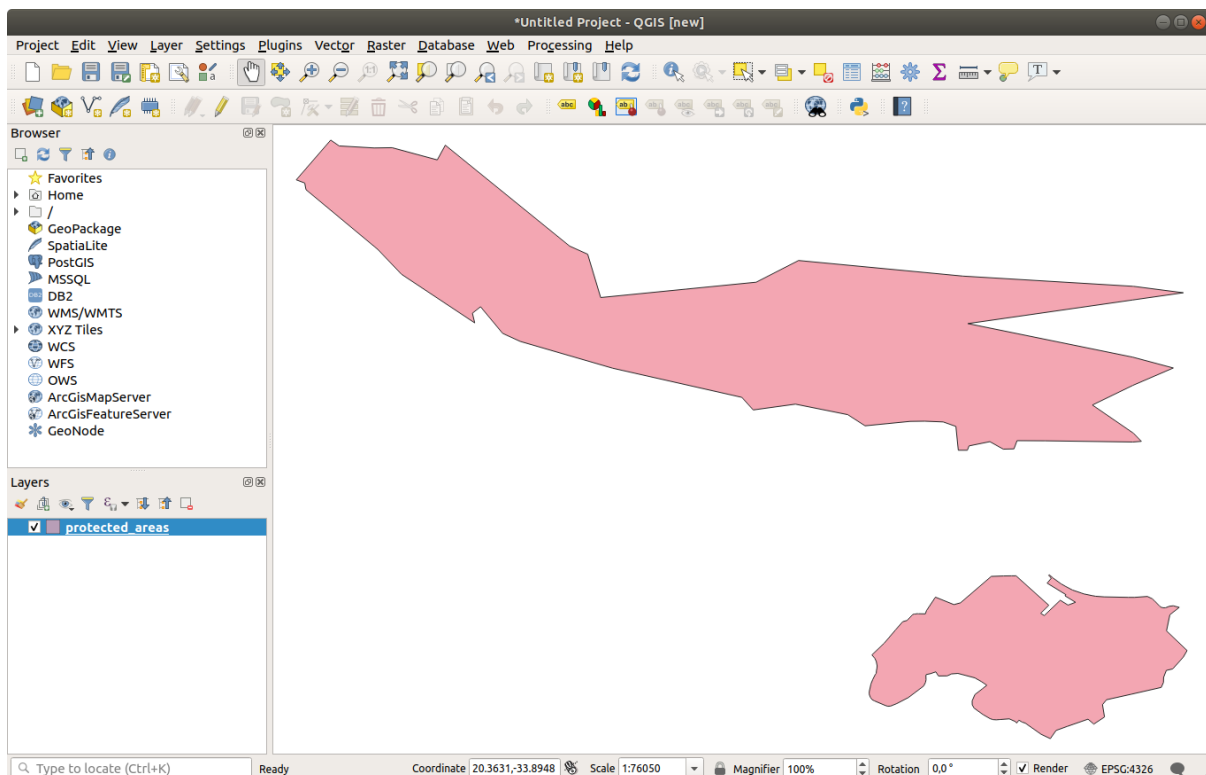 *Untitled Project - QGIS [new]
Project Edit View Layer Settings Plugins Vector Raster Database Web Processing Help
Browser
Favorites
Home
/
GeoPackage
SpatiaLite
PostGIS
MSSQL
DB2
WMS/WMTS
XYZ Tiles
WCS
WFS
OWS
ArcGisMapServer
ArcGisFeatureServer
GeoNode
Layers
protected_areas
Type to locate (Ctrl+K) Ready Coordinate 20.3631,-33.8948 Scale 1:76050 Magnifier 100% Rotation 0,0 ° Render EPSG:4326